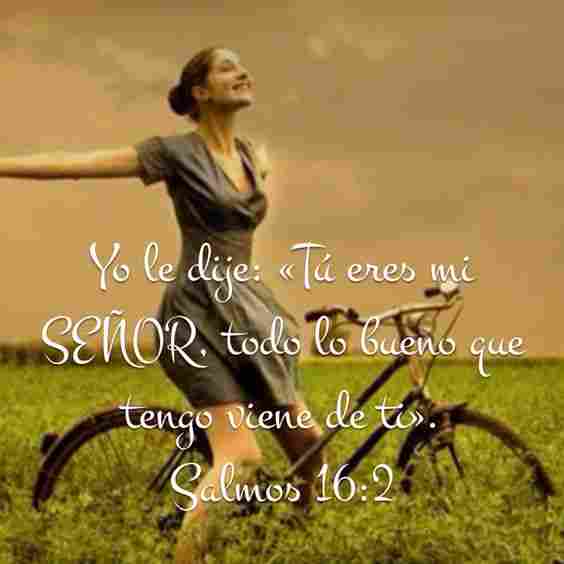 Yo le dije: «Tú eres mi
SEÑOR, todo lo bueno que
tengo viene de ti».
Salmos 16:2